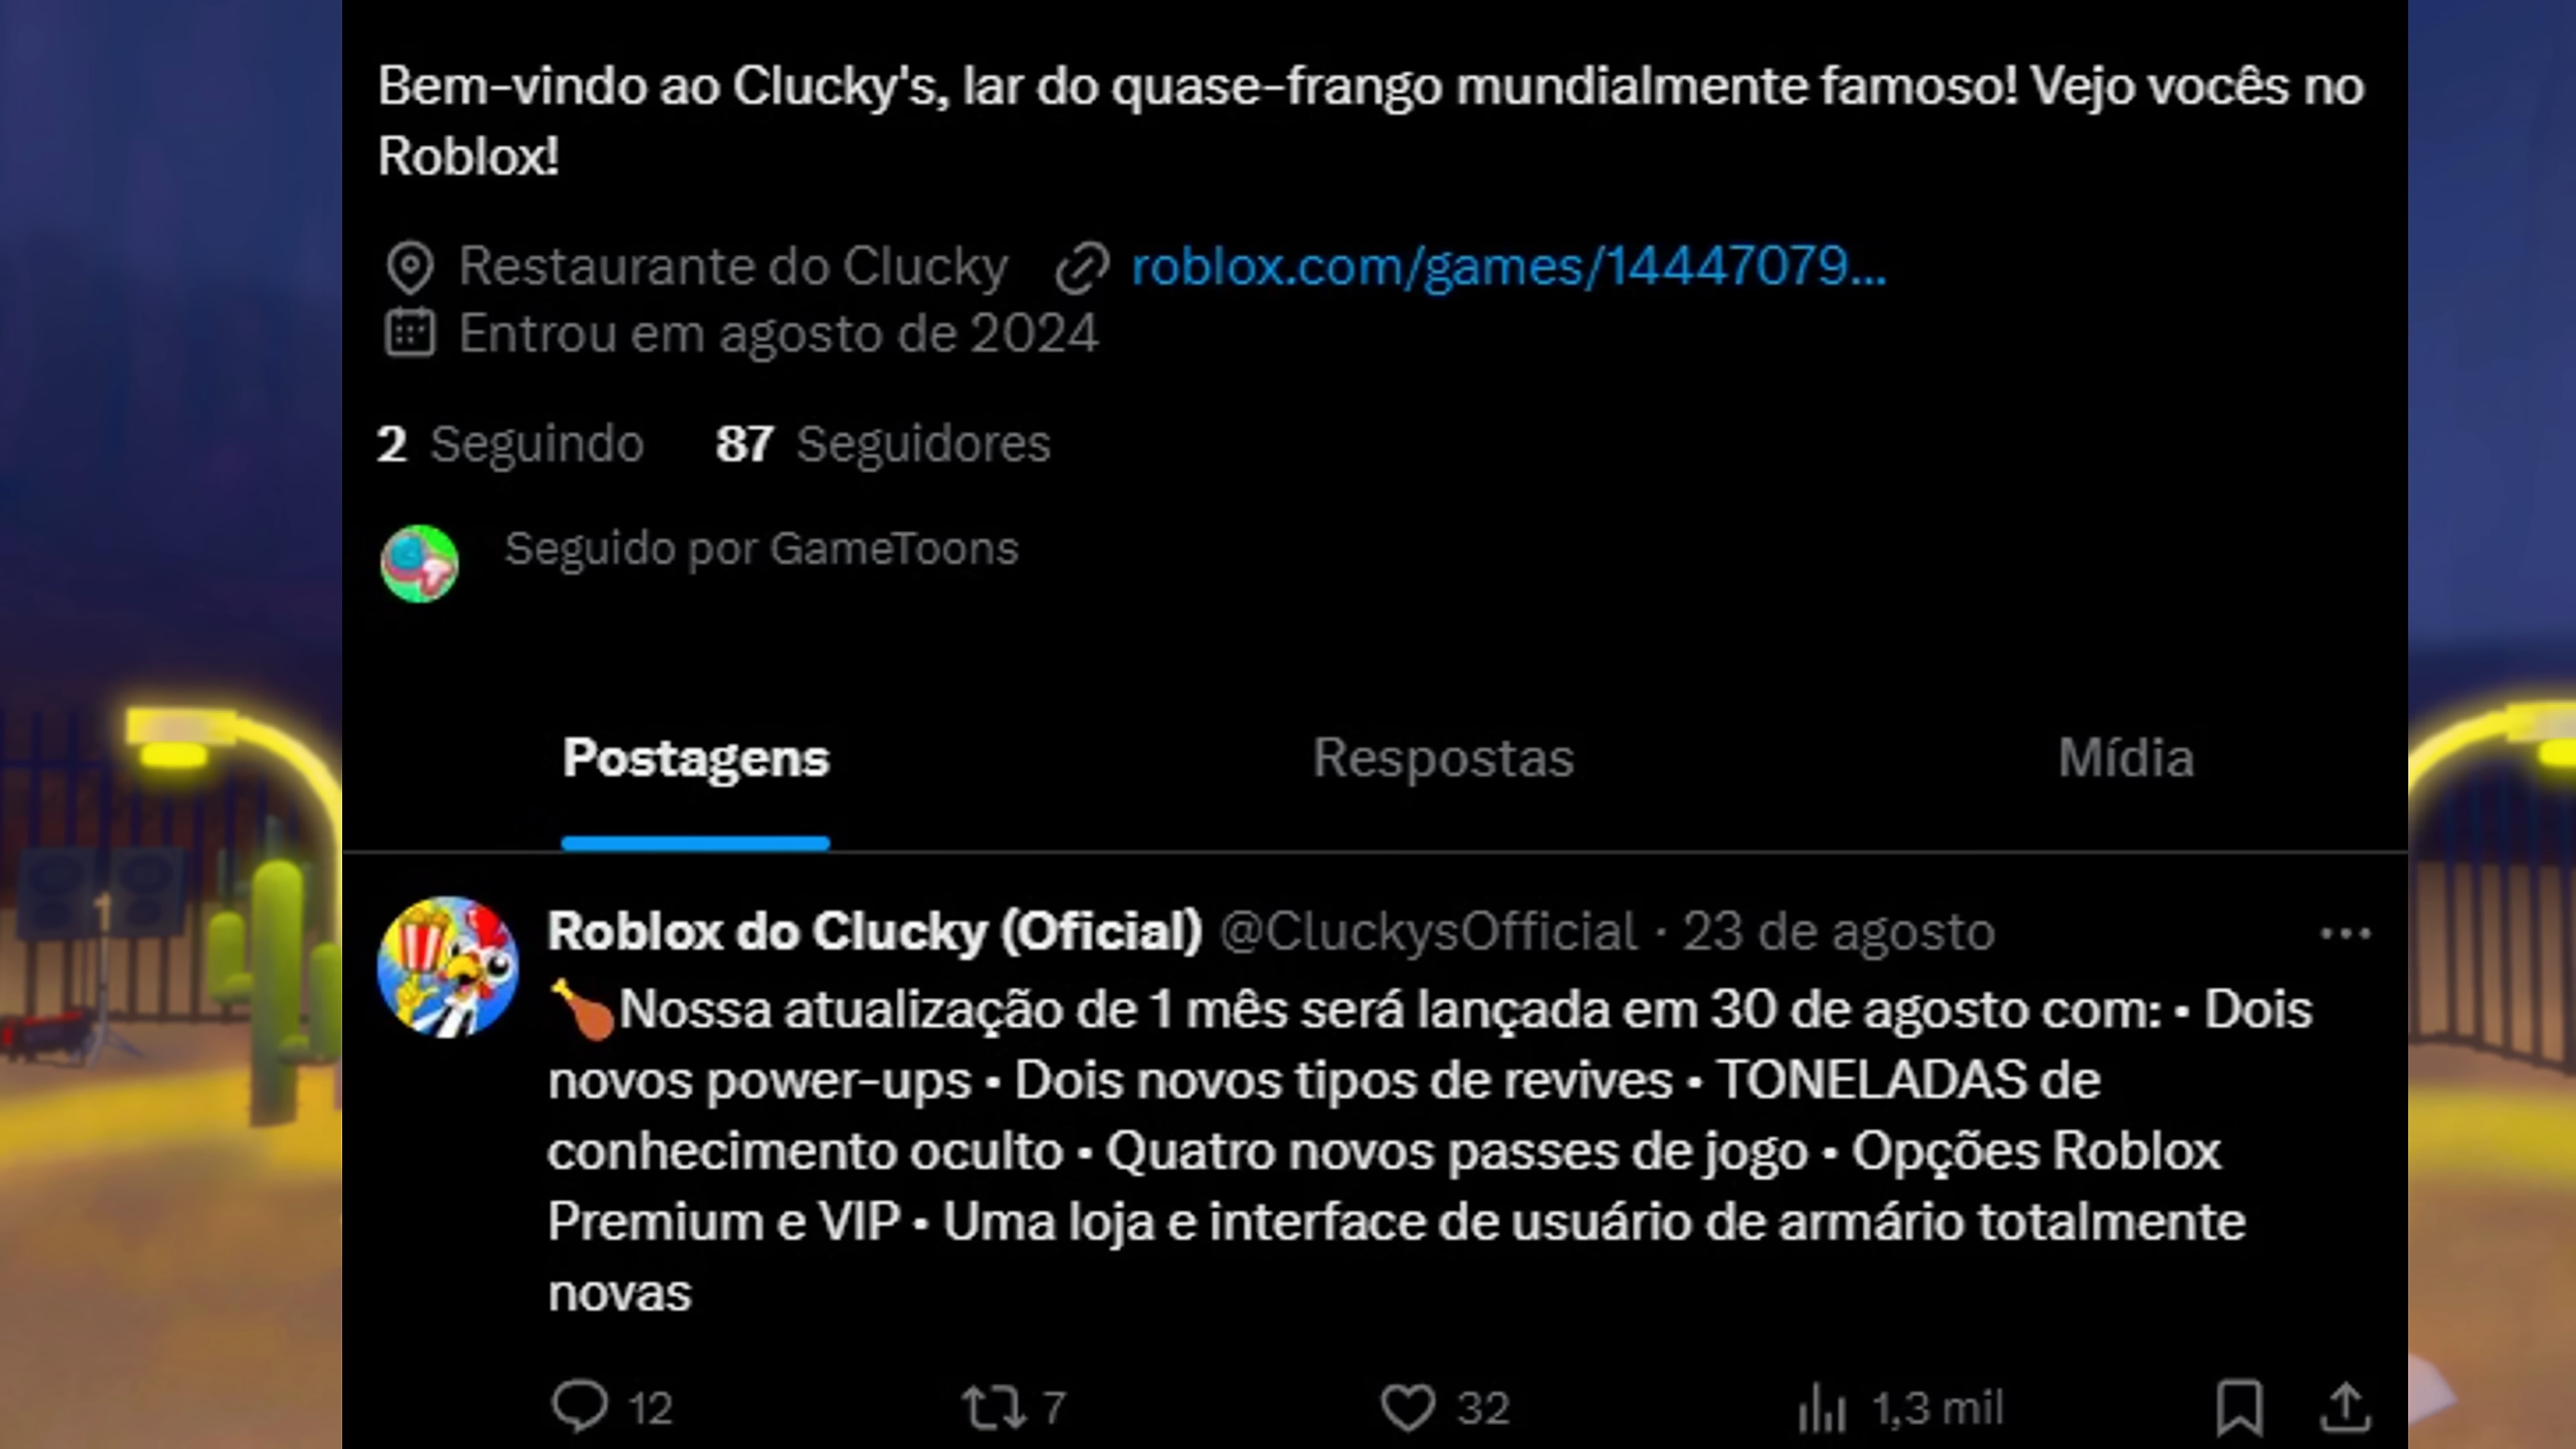 Bem-vindo ao Clucky's, lar do quase-frango mundialmente famoso! Vejo vocês no
Roblox!
Restaurante do Clucky roblox.com/games/14447079...
Entrou em agosto de 2024
2 Seguindo 87 Seguidores
Seguido por GameToons
Postagens Respostas Mídia
Roblox do Clucky (Oficial) @CluckysOfficial · 23 de agosto
🍗Nossa atualização de 1 mês será lançada em 30 de agosto com: • Dois
novos power-ups • Dois novos tipos de revives • TONELADAS de
conhecimento oculto • Quatro novos passes de jogo • Opções Roblox
Premium e VIP • Uma loja e interface de usuário de armário totalmente
novas
12 7 32 1,3 mil